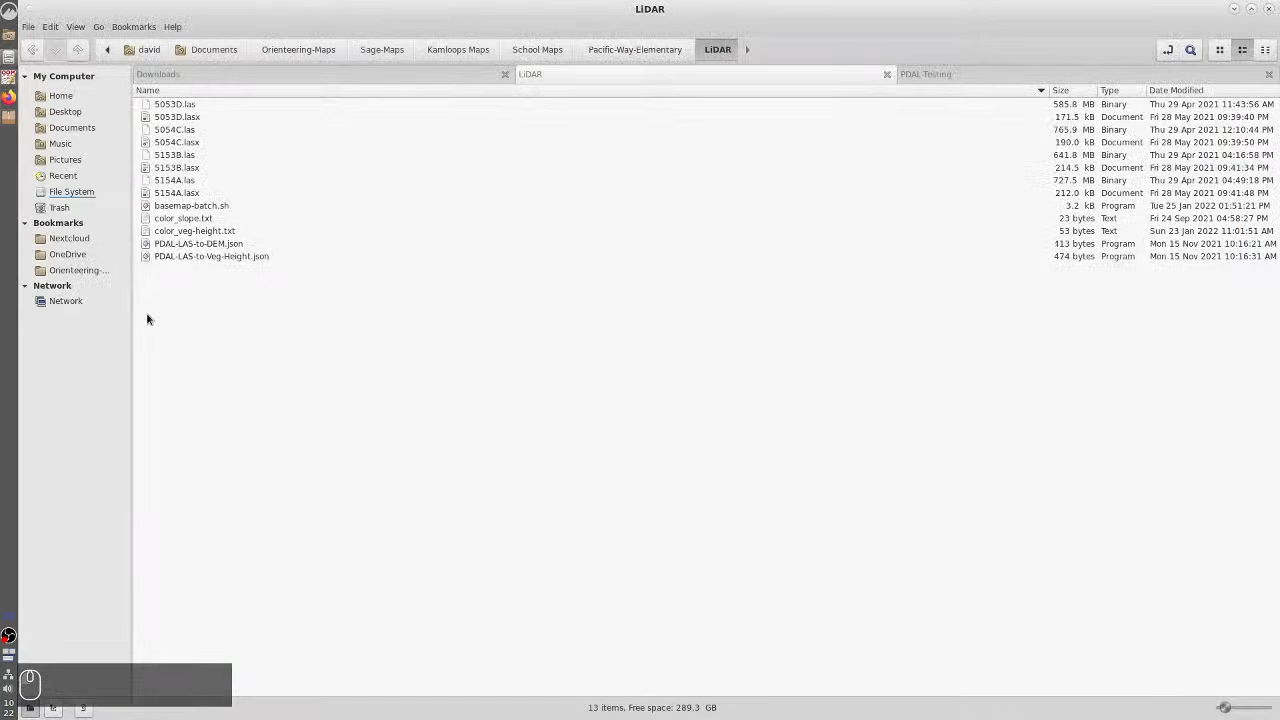 LiDAR
File Edit View Go Bookmarks Help
david Documents Orienteering-Maps Sage-Maps Kamloops Maps School Maps Pacific-Way-Elementary LiDAR
My Computer
Home
Desktop
Documents
Music
Pictures
Recent
File System
Trash
Bookmarks
Nextcloud
OneDrive
Orienteering-...
Network
Network
Downloads LiDAR PDAL Testing
Name Size Type Date Modified
5053D.las 585.8 MB Binary Thu 29 Apr 2021 11:43:56 AM
5053D.lasx 171.5 kB Document Fri 28 May 2021 09:39:40 PM
5054C.las 765.9 MB Binary Thu 29 Apr 2021 12:10:44 PM
5054C.lasx 190.0 kB Document Fri 28 May 2021 09:39:50 PM
5153B.las 641.8 MB Binary Thu 29 Apr 2021 04:16:58 PM
5153B.lasx 214.5 kB Document Fri 28 May 2021 09:41:34 PM
5154A.las 727.5 MB Binary Thu 29 Apr 2021 04:49:18 PM
5154A.lasx 212.0 kB Document Fri 28 May 2021 09:41:48 PM
basemap-batch.sh 3.2 kB Program Tue 25 Jan 2022 01:51:21 PM
color_slope.txt 23 bytes Text Fri 24 Sep 2021 04:58:27 PM
color_veg-height.txt 53 bytes Text Sun 23 Jan 2022 11:01:51 AM
PDAL-LAS-to-DEM.json 413 bytes Program Mon 15 Nov 2021 10:16:21 AM
PDAL-LAS-to-Veg-Height.json 474 bytes Program Mon 15 Nov 2021 10:16:31 AM
10
22
13 items, Free space: 289.3 GB